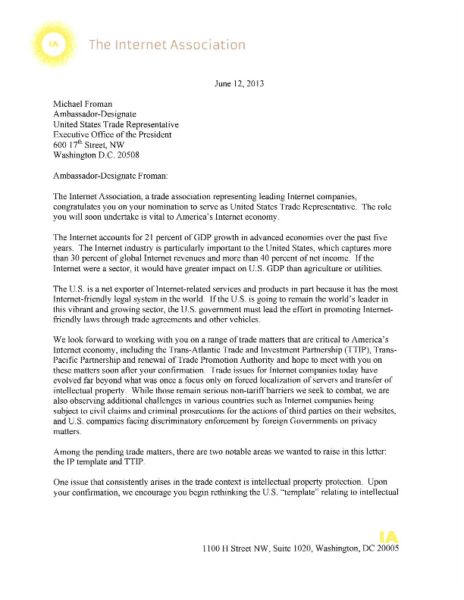 IA The Internet Association
June 12, 2013
Michael Froman
Ambassador-Designate
United States Trade Representative
Executive Office of the President
600 17th Street, NW
Washington D.C. 20508
Ambassador-Designate Froman:
The Internet Association, a trade association representing leading Internet companies,
congratulates you on your nomination to serve as United States Trade Representative. The role
you will soon undertake is vital to America's Internet economy.
The Internet accounts for 21 percent of GDP growth in advanced economies over the past five
years. The Internet industry is particularly important to the United States, which captures more
than 30 percent of global Internet revenues and more than 40 percent of net income. If the
Internet were a sector, it would have greater impact on U.S. GDP than agriculture or utilities.
The U.S. is a net exporter of Internet-related services and products in part because it has the most
Internet-friendly legal system in the world. If the U.S. is going to remain the world's leader in
this vibrant and growing sector, the U.S. government must lead the effort in promoting Internet-
friendly laws through trade agreements and other vehicles.
We look forward to working with you on a range of trade matters that are critical to America's
Internet economy, including the Trans-Atlantic Trade and Investment Partnership (TTIP), Trans-
Pacific Partnership and renewal of Trade Promotion Authority and hope to meet with you on
these matters soon after your confirmation. Trade issues for Internet companies today have
evolved far beyond what was once a focus only on forced localization of servers and transfer of
intellectual property. While those remain serious non-tariff barriers we seek to combat, we are
also observing additional challenges in various countries such as Internet companies being
subject to civil claims and criminal prosecutions for the actions of third parties on their websites,
and U.S. companies facing discriminatory enforcement by foreign Governments on privacy
matters.
Among the pending trade matters, there are two notable areas we wanted to raise in this letter:
the IP template and TTIP.
One issue that consistently arises in the trade context is intellectual property protection. Upon
your confirmation, we encourage you begin rethinking the U.S. "template" relating to intellectual
IA
1100 H Street NW, Suite 1020, Washington, DC 20005